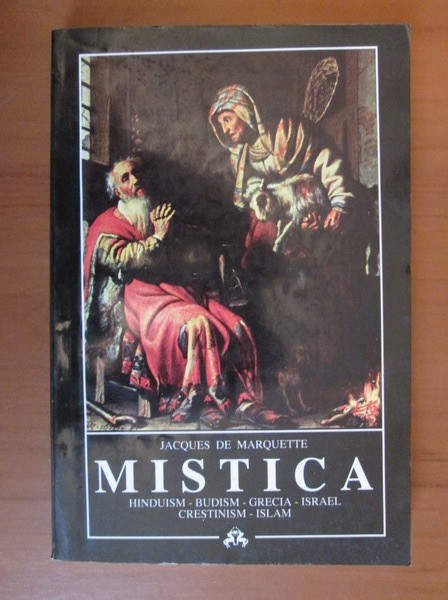 JACQUES DE MARQUETTE
MISTICA
HINDUISM - BUDISM - GRECIA - ISRAEL
CREȘTINISM - ISLAM